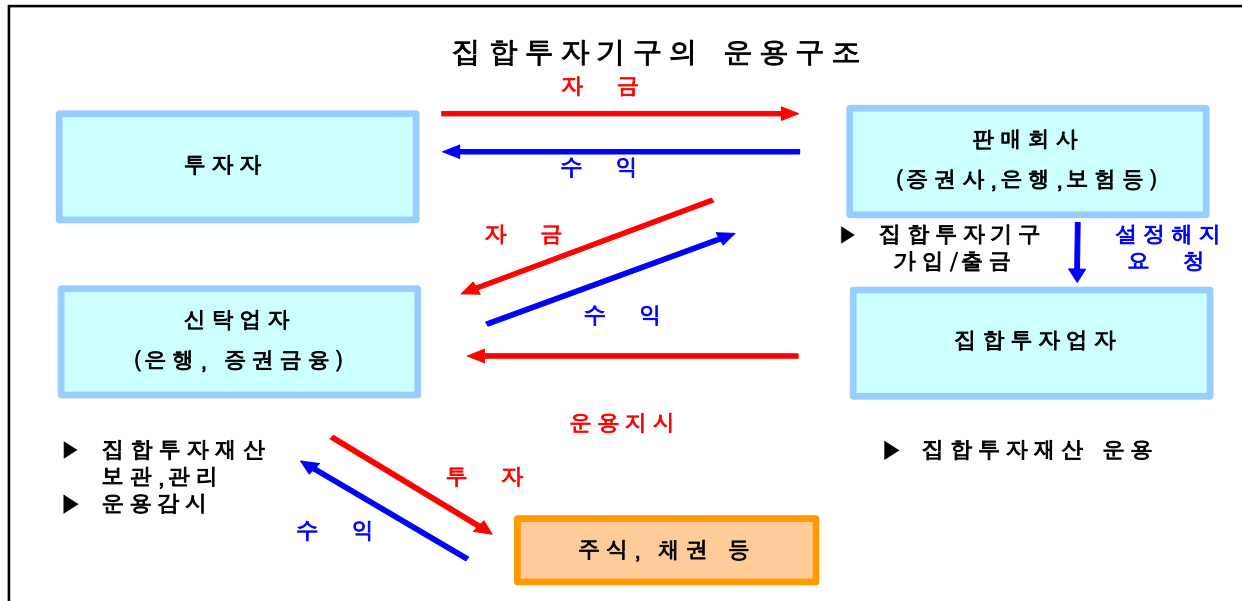 집합투자기구의 운용구조
자 금
투자자
수 익
판매회사
(증권사,은행,보험등)
자 금
▶ 집합투자기구
가입/출금
설정해지
요 청
신탁업자
(은행, 증권금융)
수 익
집합투자업자
운용지시
▶ 집합투자재산
보관,관리
▶ 운용감시
▶ 집합투자재산 운용
투 자
수 익
주식, 채권 등